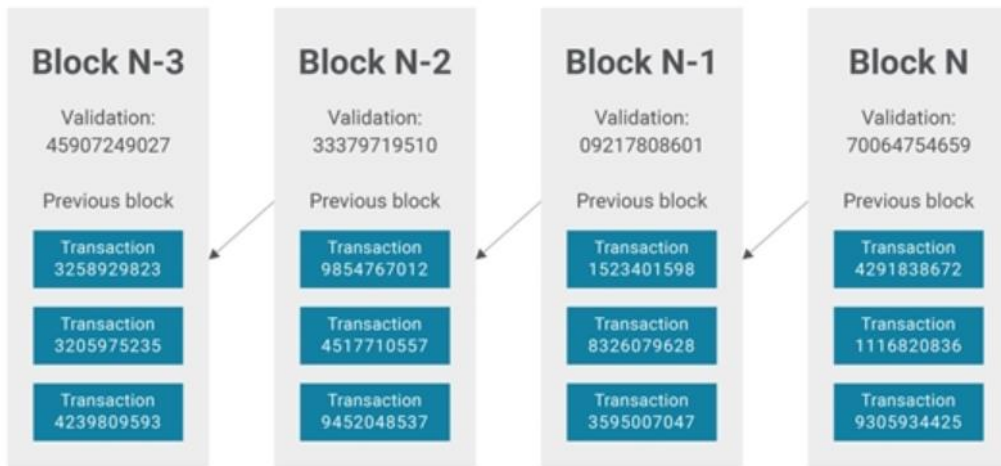 Block N-3
Validation:
45907249027
Previous block
Transaction
3258929823
Transaction
3205975235
Transaction
4239809593
Block N-2
Validation:
33379719510
Previous block
Transaction
9854767012
Transaction
4517710557
Transaction
9452048537
Block N-1
Validation:
09217808601
Previous block
Transaction
1523401598
Transaction
8326079628
Transaction
3595007047
Block N
Validation:
70064754659
Previous block
Transaction
4291838672
Transaction
1116820836
Transaction
9305934425